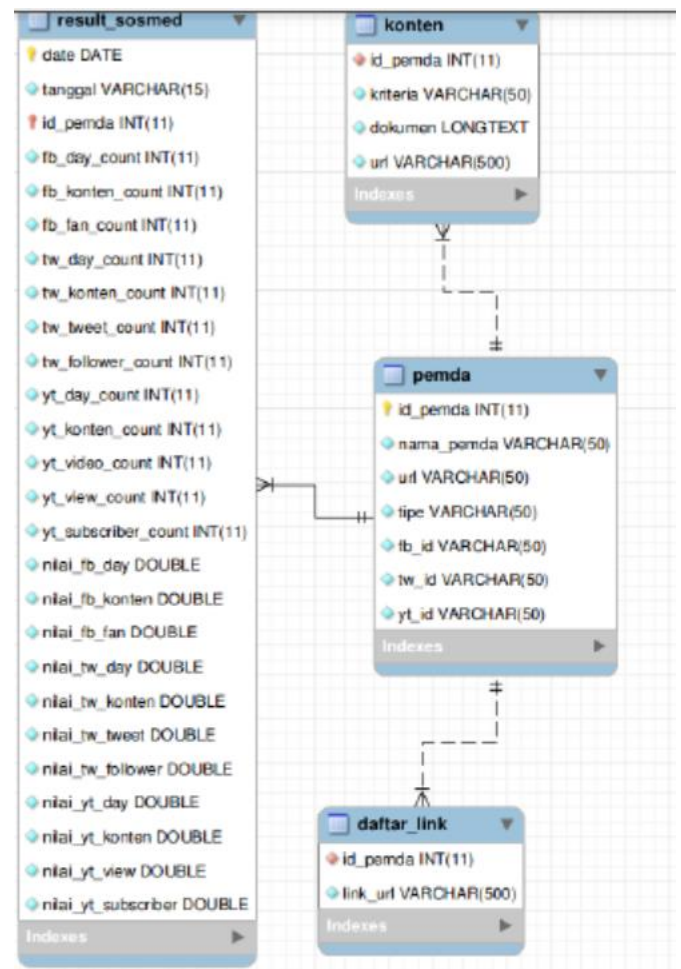 result_sosmed
date DATE
tanggal VARCHAR(15)
id_pemda INT(11)
fb_day_count INT(11)
fb_konten_count INT(11)
fb_fan_count INT(11)
tw_day_count INT(11)
tw_konten_count INT(11)
tw_tweet_count INT(11)
tw_follower_count INT(11)
yt_day_count INT(11)
yt_konten_count INT(11)
yt_video_count INT(11)
yt_view_count INT(11)
yt_subscriber_count INT(11)
nilai_fb_day DOUBLE
nilai_fb_konten DOUBLE
nilai_fb_fan DOUBLE
nilai_tw_day DOUBLE
nilai_tw_konten DOUBLE
nilai_tw_tweet DOUBLE
nilai_tw_follower DOUBLE
nilai_yt_day DOUBLE
nilai_yt_konten DOUBLE
nilai_yt_view DOUBLE
nilai_yt_subscriber DOUBLE
Indexes
konten
id_pemda INT(11)
kriteria VARCHAR(50)
dokumen LONGTEXT
url VARCHAR(500)
Indexes
pemda
id_pemda INT(11)
nama_pemda VARCHAR(50)
url VARCHAR(50)
tipe VARCHAR(50)
fb_id VARCHAR(50)
tw_id VARCHAR(50)
yt_id VARCHAR(50)
Indexes
daftar_link
id_pemda INT(11)
link_url VARCHAR(500)
Indexes